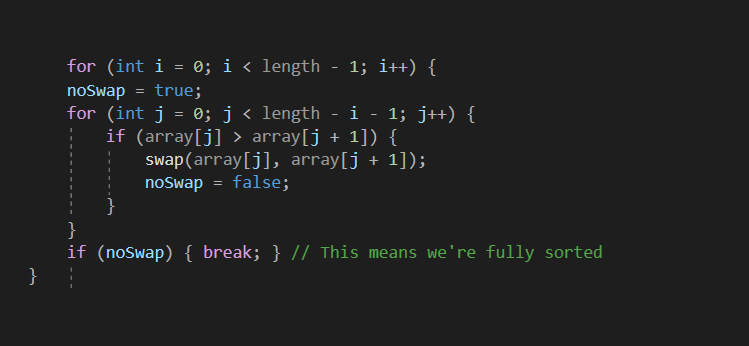 for (int i = 0; i < length - 1; i++) {
noSwap = true;
for (int j = 0; j < length - i - 1; j++) {
if (array[j] > array[j + 1]) {
swap(array[j], array[j + 1]);
noSwap = false;
}
}
if (noSwap) { break; } // This means we're fully sorted
}